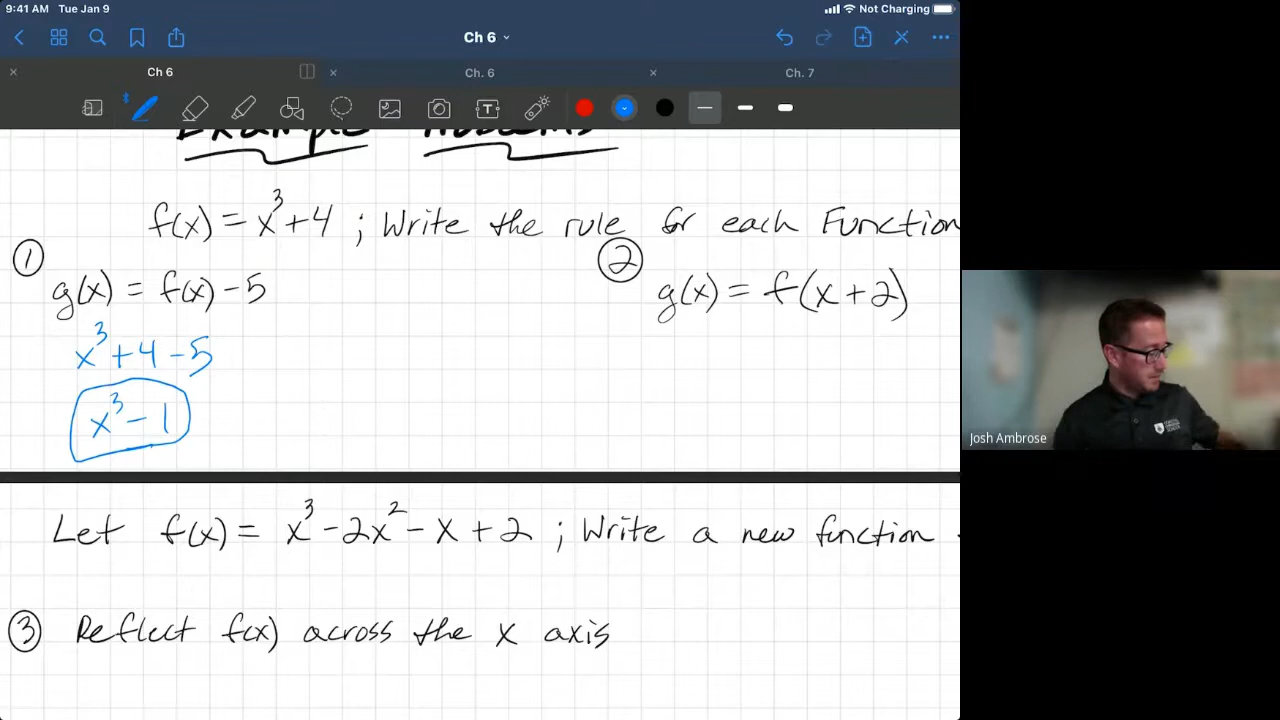 9:41 AM Tue Jan 9
Not Charging
Ch 6
Ch 6
Ch. 6
Ch. 7
Example Problems
f(x) = x³+4 ; Write the rule for each Function
① g(x) = f(x) - 5
x³+4-5
x³-1
② g(x) = f(x+2)
Let f(x) = x³-2x²-x+2 ; Write a new function
③ Reflect f(x) across the x axis
Josh Ambrose